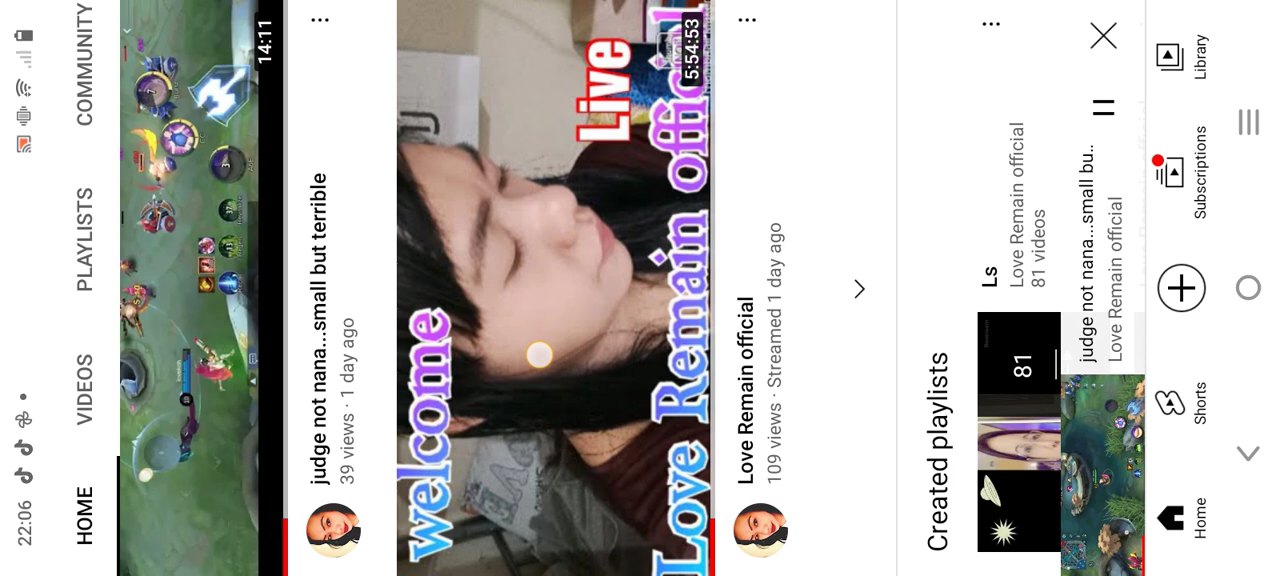 22:06
HOME VIDEOS PLAYLISTS COMMUNITY
14:11
judge not nana...small but terrible
39 views · 1 day ago
welcome
Live
Love Remain official
5:54:53
Love Remain official
109 views · Streamed 1 day ago
Created playlists
81
Ls
Love Remain official
81 videos
judge not nana...small bu..
Love Remain official
Home
Shorts
Subscriptions
Library